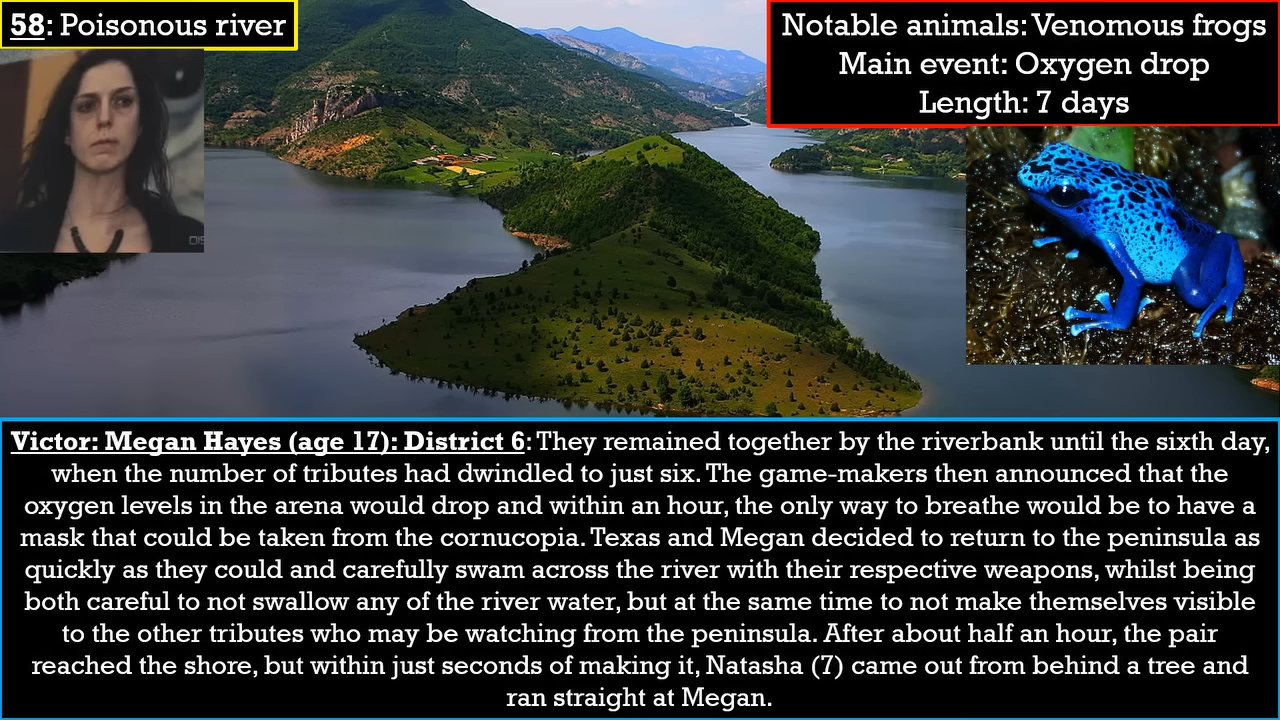 58: Poisonous river
Notable animals: Venomous frogs
Main event: Oxygen drop
Length: 7 days
Victor: Megan Hayes (age 17): District 6: They remained together by the riverbank until the sixth day,
when the number of tributes had dwindled to just six. The game-makers then announced that the
oxygen levels in the arena would drop and within an hour, the only way to breathe would be to have a
mask that could be taken from the cornucopia. Texas and Megan decided to return to the peninsula as
quickly as they could and carefully swam across the river with their respective weapons, whilst being
both careful to not swallow any of the river water, but at the same time to not make themselves visible
to the other tributes who may be watching from the peninsula. After about half an hour, the pair
reached the shore, but within just seconds of making it, Natasha (7) came out from behind a tree and
ran straight at Megan.